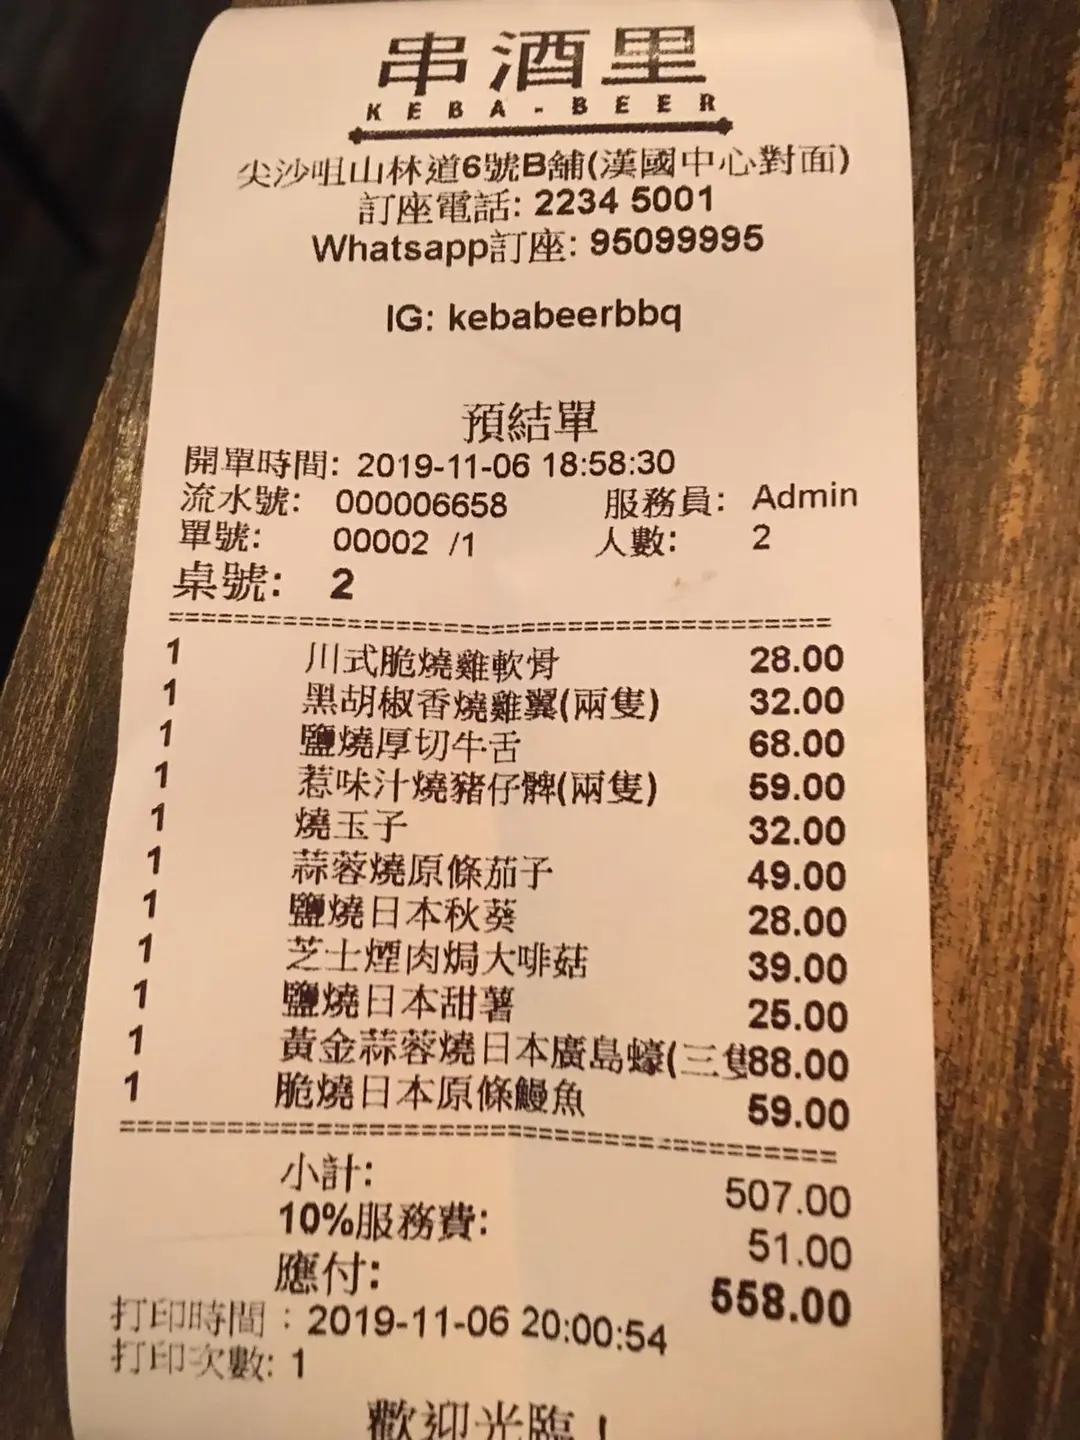 串酒里
KEBA-BEER
尖沙咀山林道6號B舖(漢國中心對面)
訂座電話: 2234 5001
Whatsapp訂座: 95099995
IG: kebabeerbbq
預結單
開單時間: 2019-11-06 18:58:30
流水號: 000006658 服務員: Admin
單號: 00002 /1 人數: 2
桌號: 2
1 川式脆燒雞軟骨 28.00
1 黑胡椒香燒雞翼(兩隻) 32.00
1 鹽燒厚切牛舌 68.00
1 惹味汁燒豬仔髀(兩隻) 59.00
1 燒玉子 32.00
1 蒜蓉燒原條茄子 49.00
1 鹽燒日本秋葵 28.00
1 芝士煙肉焗大啡菇 39.00
1 鹽燒日本甜薯 25.00
1 黃金蒜蓉燒日本廣島蠔(三隻 88.00
1 脆燒日本原條鰻魚 59.00
小計: 507.00
10%服務費: 51.00
應付: 558.00
打印時間：2019-11-06 20:00:54
打印次數: 1
歡迎光臨！